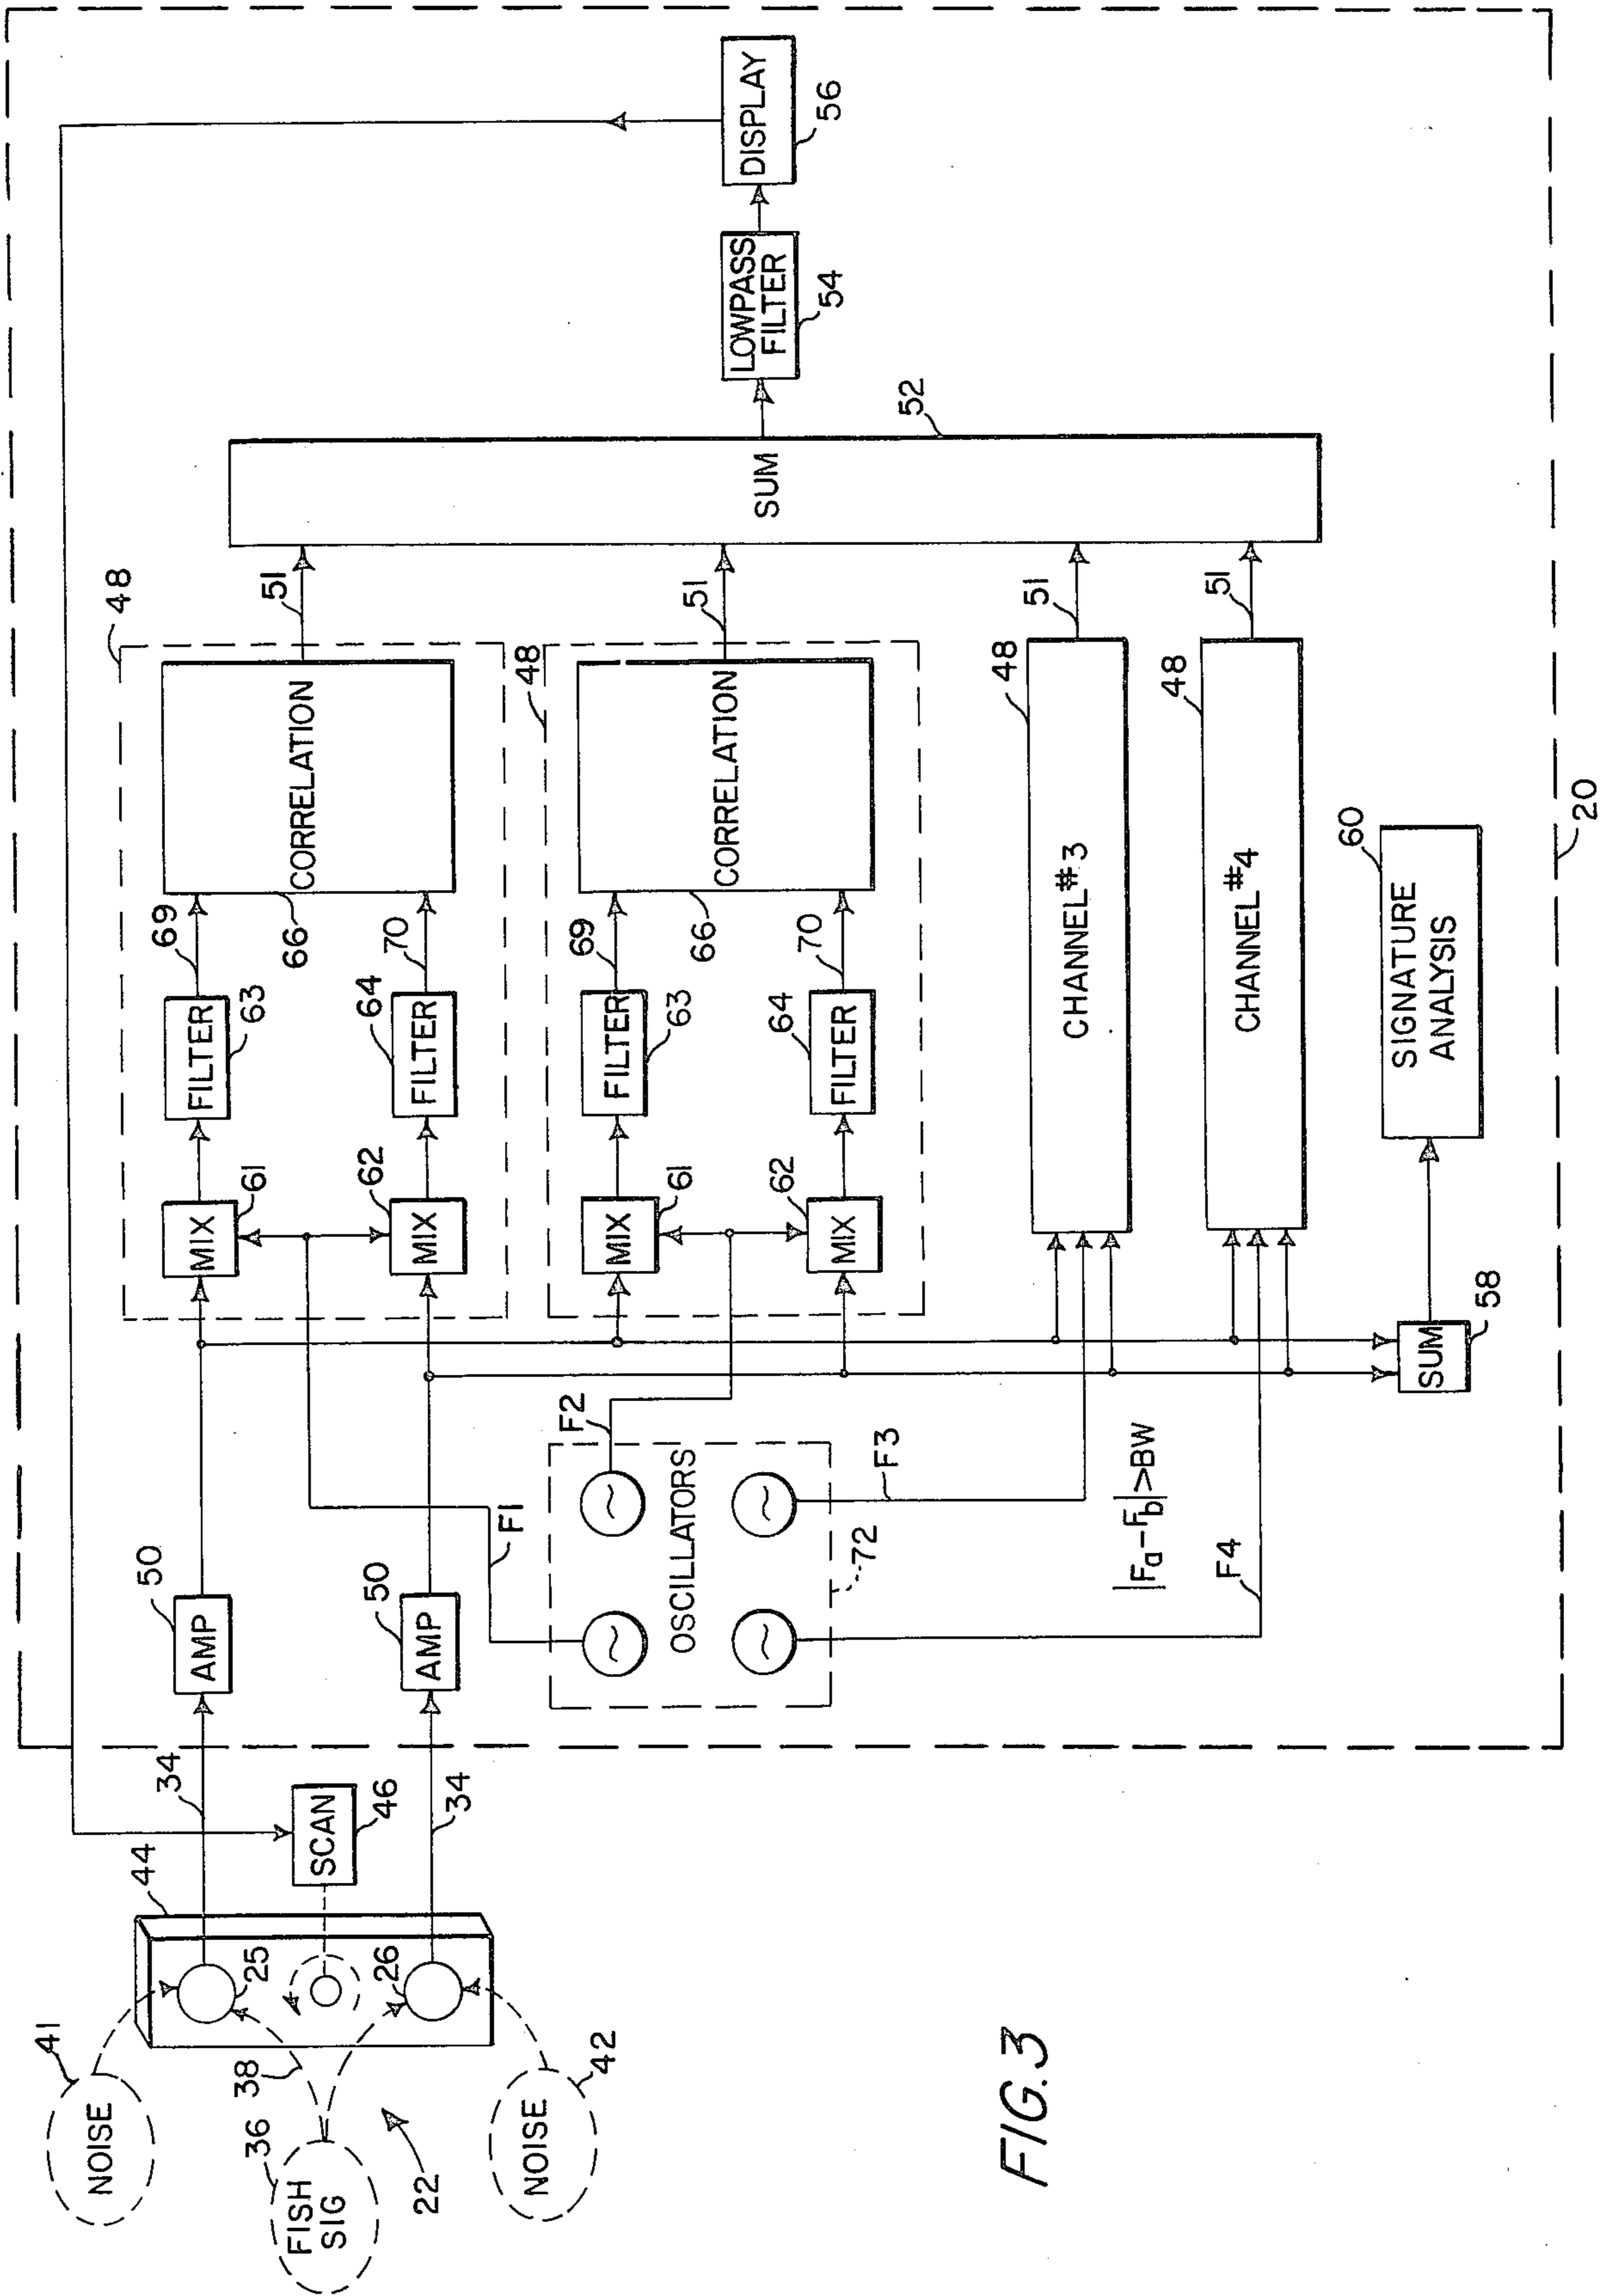 NOISE
41
FISH
SIG
36
38
22
NOISE
42
44
25
26
SCAN
46
34
34
AMP
50
AMP
50
F1
OSCILLATORS
72
F2
F3
F4
|Fa-Fb|>BW
48
MIX
61
MIX
62
FILTER
63
FILTER
64
69
70
CORRELATION
66
51
48
MIX
61
MIX
62
FILTER
63
FILTER
64
69
70
CORRELATION
66
51
CHANNEL #3
48
51
CHANNEL #4
48
51
SUM
58
SIGNATURE
ANALYSIS
60
SUM
52
LOWPASS
FILTER
54
DISPLAY
56
20
FIG.3